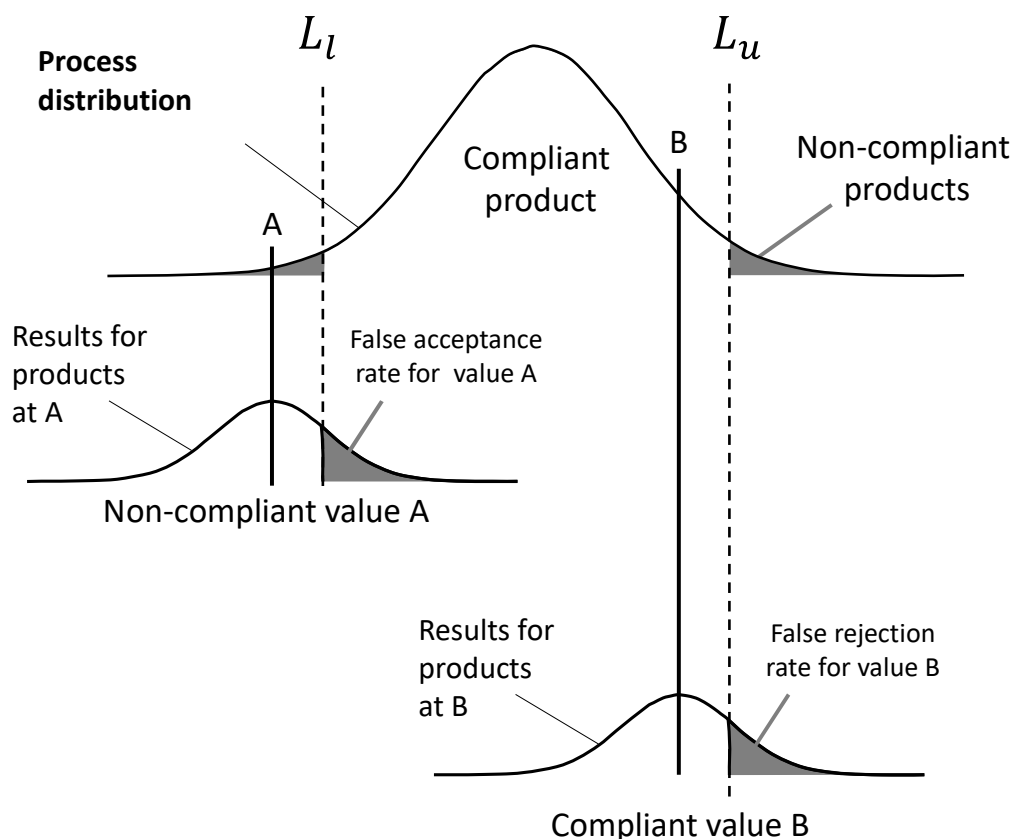 L_l
L_u
Process
distribution
Compliant
product
B
Non-compliant
products
A
Results for
products
at A
False acceptance
rate for value A
Non-compliant value A
Results for
products
at B
False rejection
rate for value B
Compliant value B